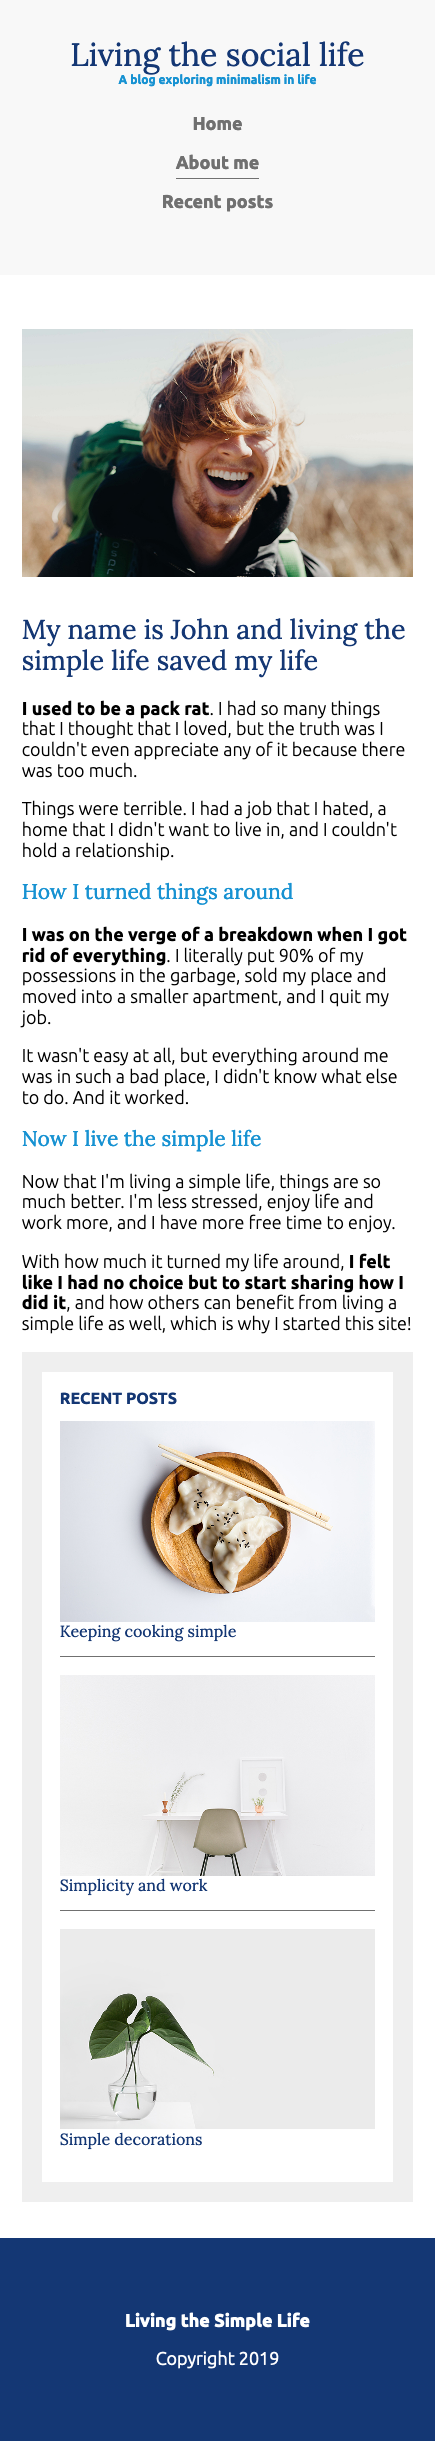 Living the social life
A blog exploring minimalism in life
Home
About me
Recent posts
My name is John and living the
simple life saved my life
I used to be a pack rat. I had so many things
that I thought that I loved, but the truth was I
couldn't even appreciate any of it because there
was too much.
Things were terrible. I had a job that I hated, a
home that I didn't want to live in, and I couldn't
hold a relationship.
How I turned things around
I was on the verge of a breakdown when I got
rid of everything. I literally put 90% of my
possessions in the garbage, sold my place and
moved into a smaller apartment, and I quit my
job.
It wasn't easy at all, but everything around me
was in such a bad place, I didn't know what else
to do. And it worked.
Now I live the simple life
Now that I'm living a simple life, things are so
much better. I'm less stressed, enjoy life and
work more, and I have more free time to enjoy.
With how much it turned my life around, I felt
like I had no choice but to start sharing how I
did it, and how others can benefit from living a
simple life as well, which is why I started this site!
RECENT POSTS
Keeping cooking simple
Simplicity and work
Simple decorations
Living the Simple Life
Copyright 2019